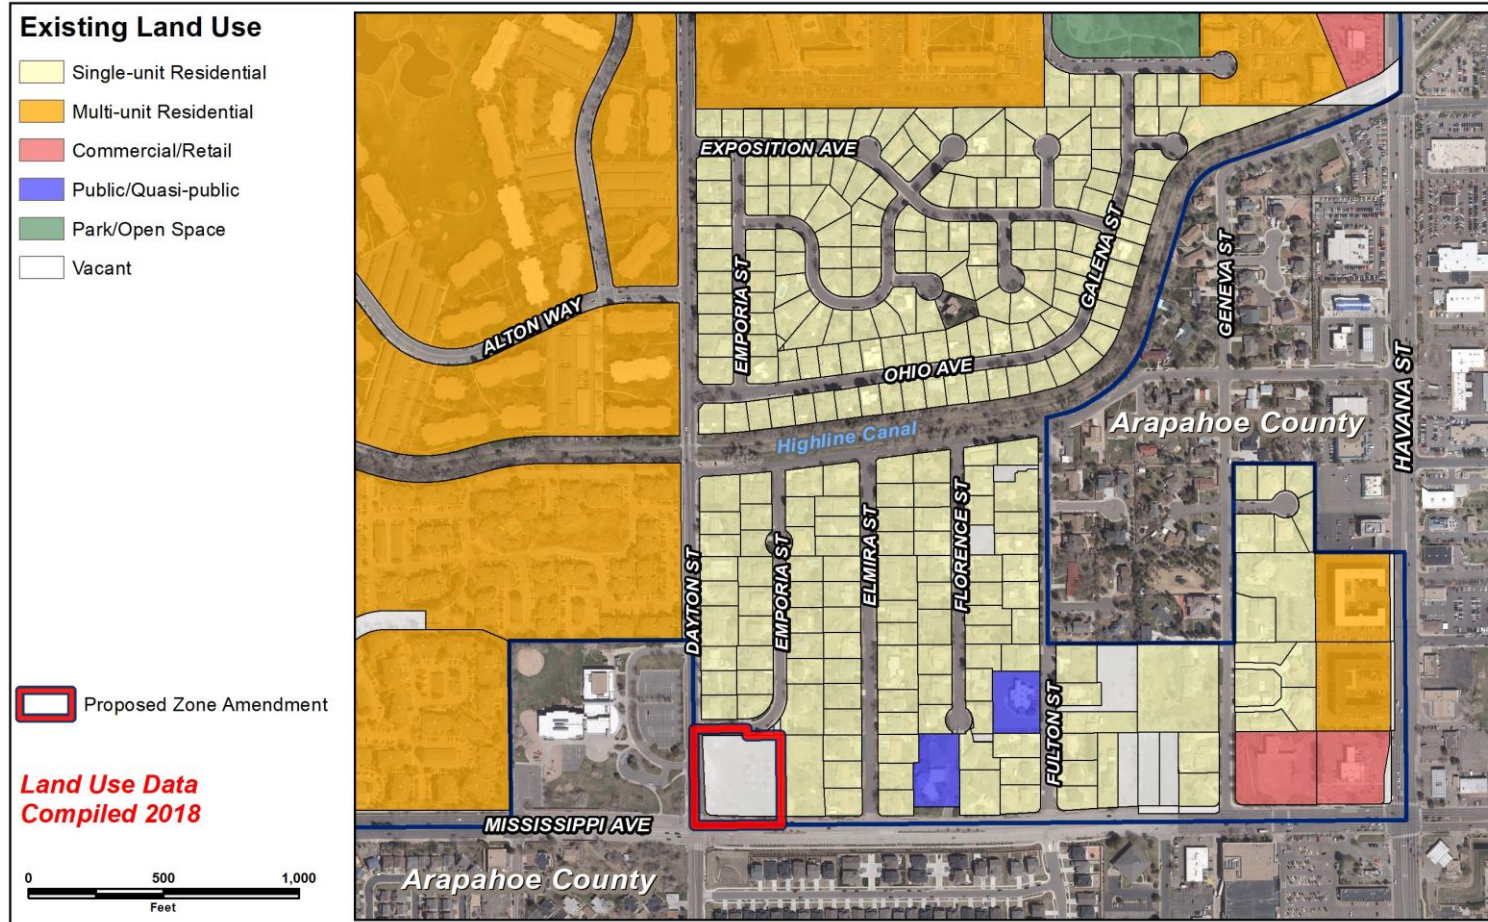 Existing Land Use
Single-unit Residential
Multi-unit Residential
Commercial/Retail
Public/Quasi-public
Park/Open Space
Vacant
Proposed Zone Amendment
Land Use Data
Compiled 2018
0 500 1,000
Feet
EXPOSITION AVE
EMPORIA ST
GALENA ST
GENEVA ST
ALTON WAY
OHIO AVE
HAVANA ST
Highline Canal
Arapahoe County
DAYTON ST
EMPORIA ST
ELMIRA ST
FLORENCE ST
FULTON ST
MISSISSIPPI AVE
Arapahoe County